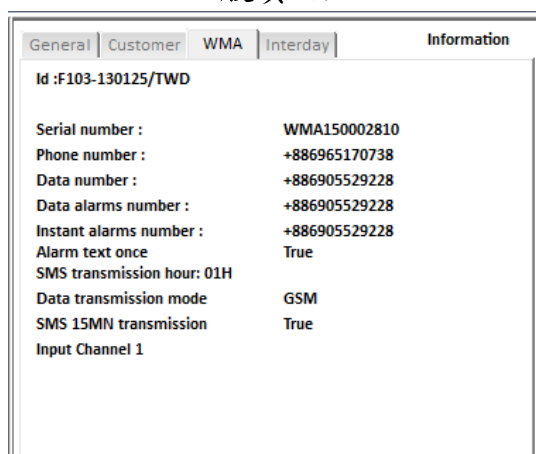 General Customer WMA Interday Information
Id :F103-130125/TWD
Serial number : WMA150002810
Phone number : +886965170738
Data number : +886905529228
Data alarms number : +886905529228
Instant alarms number : +886905529228
Alarm text once True
SMS transmission hour: 01H
Data transmission mode GSM
SMS 15MN transmission True
Input Channel 1